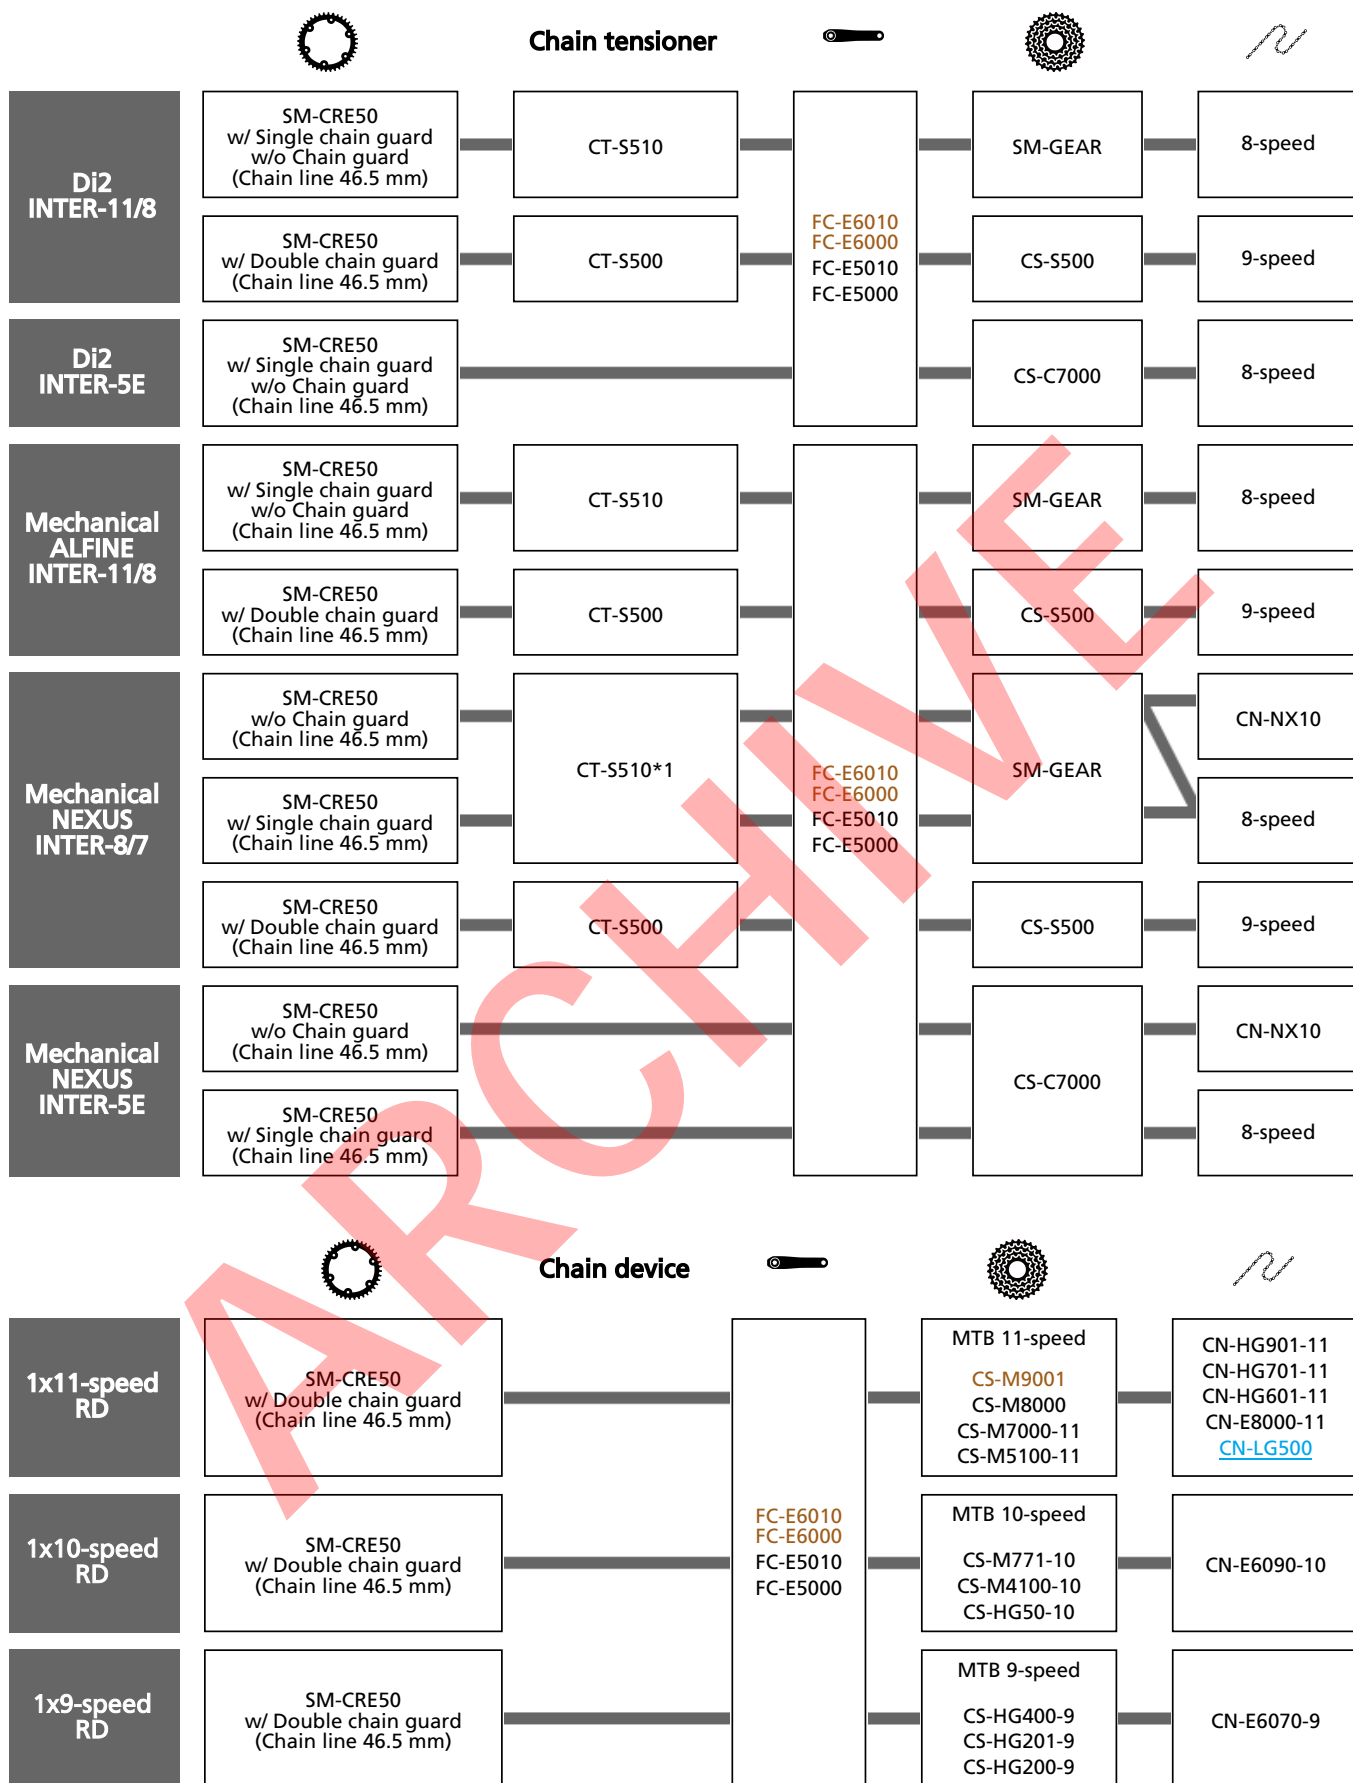 Chain tensioner
Di2
INTER-11/8
SM-CRE50
w/ Single chain guard
w/o Chain guard
(Chain line 46.5 mm)
CT-S510
FC-E6010
FC-E6000
FC-E5010
FC-E5000
SM-GEAR
8-speed
SM-CRE50
w/ Double chain guard
(Chain line 46.5 mm)
CT-S500
CS-S500
9-speed
Di2
INTER-5E
SM-CRE50
w/ Single chain guard
w/o Chain guard
(Chain line 46.5 mm)
CS-C7000
8-speed
Mechanical
ALFINE
INTER-11/8
SM-CRE50
w/ Single chain guard
w/o Chain guard
(Chain line 46.5 mm)
CT-S510
SM-GEAR
8-speed
SM-CRE50
w/ Double chain guard
(Chain line 46.5 mm)
CT-S500
CS-S500
9-speed
Mechanical
NEXUS
INTER-8/7
SM-CRE50
w/o Chain guard
(Chain line 46.5 mm)
CT-S510*1
FC-E6010
FC-E6000
FC-E5010
FC-E5000
SM-GEAR
CN-NX10
SM-CRE50
w/ Single chain guard
(Chain line 46.5 mm)
8-speed
SM-CRE50
w/ Double chain guard
(Chain line 46.5 mm)
CT-S500
CS-S500
9-speed
Mechanical
NEXUS
INTER-5E
SM-CRE50
w/o Chain guard
(Chain line 46.5 mm)
CS-C7000
CN-NX10
SM-CRE50
w/ Single chain guard
(Chain line 46.5 mm)
8-speed
ARCHIVE
Chain device
1x11-speed
RD
SM-CRE50
w/ Double chain guard
(Chain line 46.5 mm)
MTB 11-speed
CS-M9001
CS-M8000
CS-M7000-11
CS-M5100-11
CN-HG901-11
CN-HG701-11
CN-HG601-11
CN-E8000-11
CN-LG500
1x10-speed
RD
SM-CRE50
w/ Double chain guard
(Chain line 46.5 mm)
FC-E6010
FC-E6000
FC-E5010
FC-E5000
MTB 10-speed
CS-M771-10
CS-M4100-10
CS-HG50-10
CN-E6090-10
1x9-speed
RD
SM-CRE50
w/ Double chain guard
(Chain line 46.5 mm)
MTB 9-speed
CS-HG400-9
CS-HG201-9
CS-HG200-9
CN-E6070-9